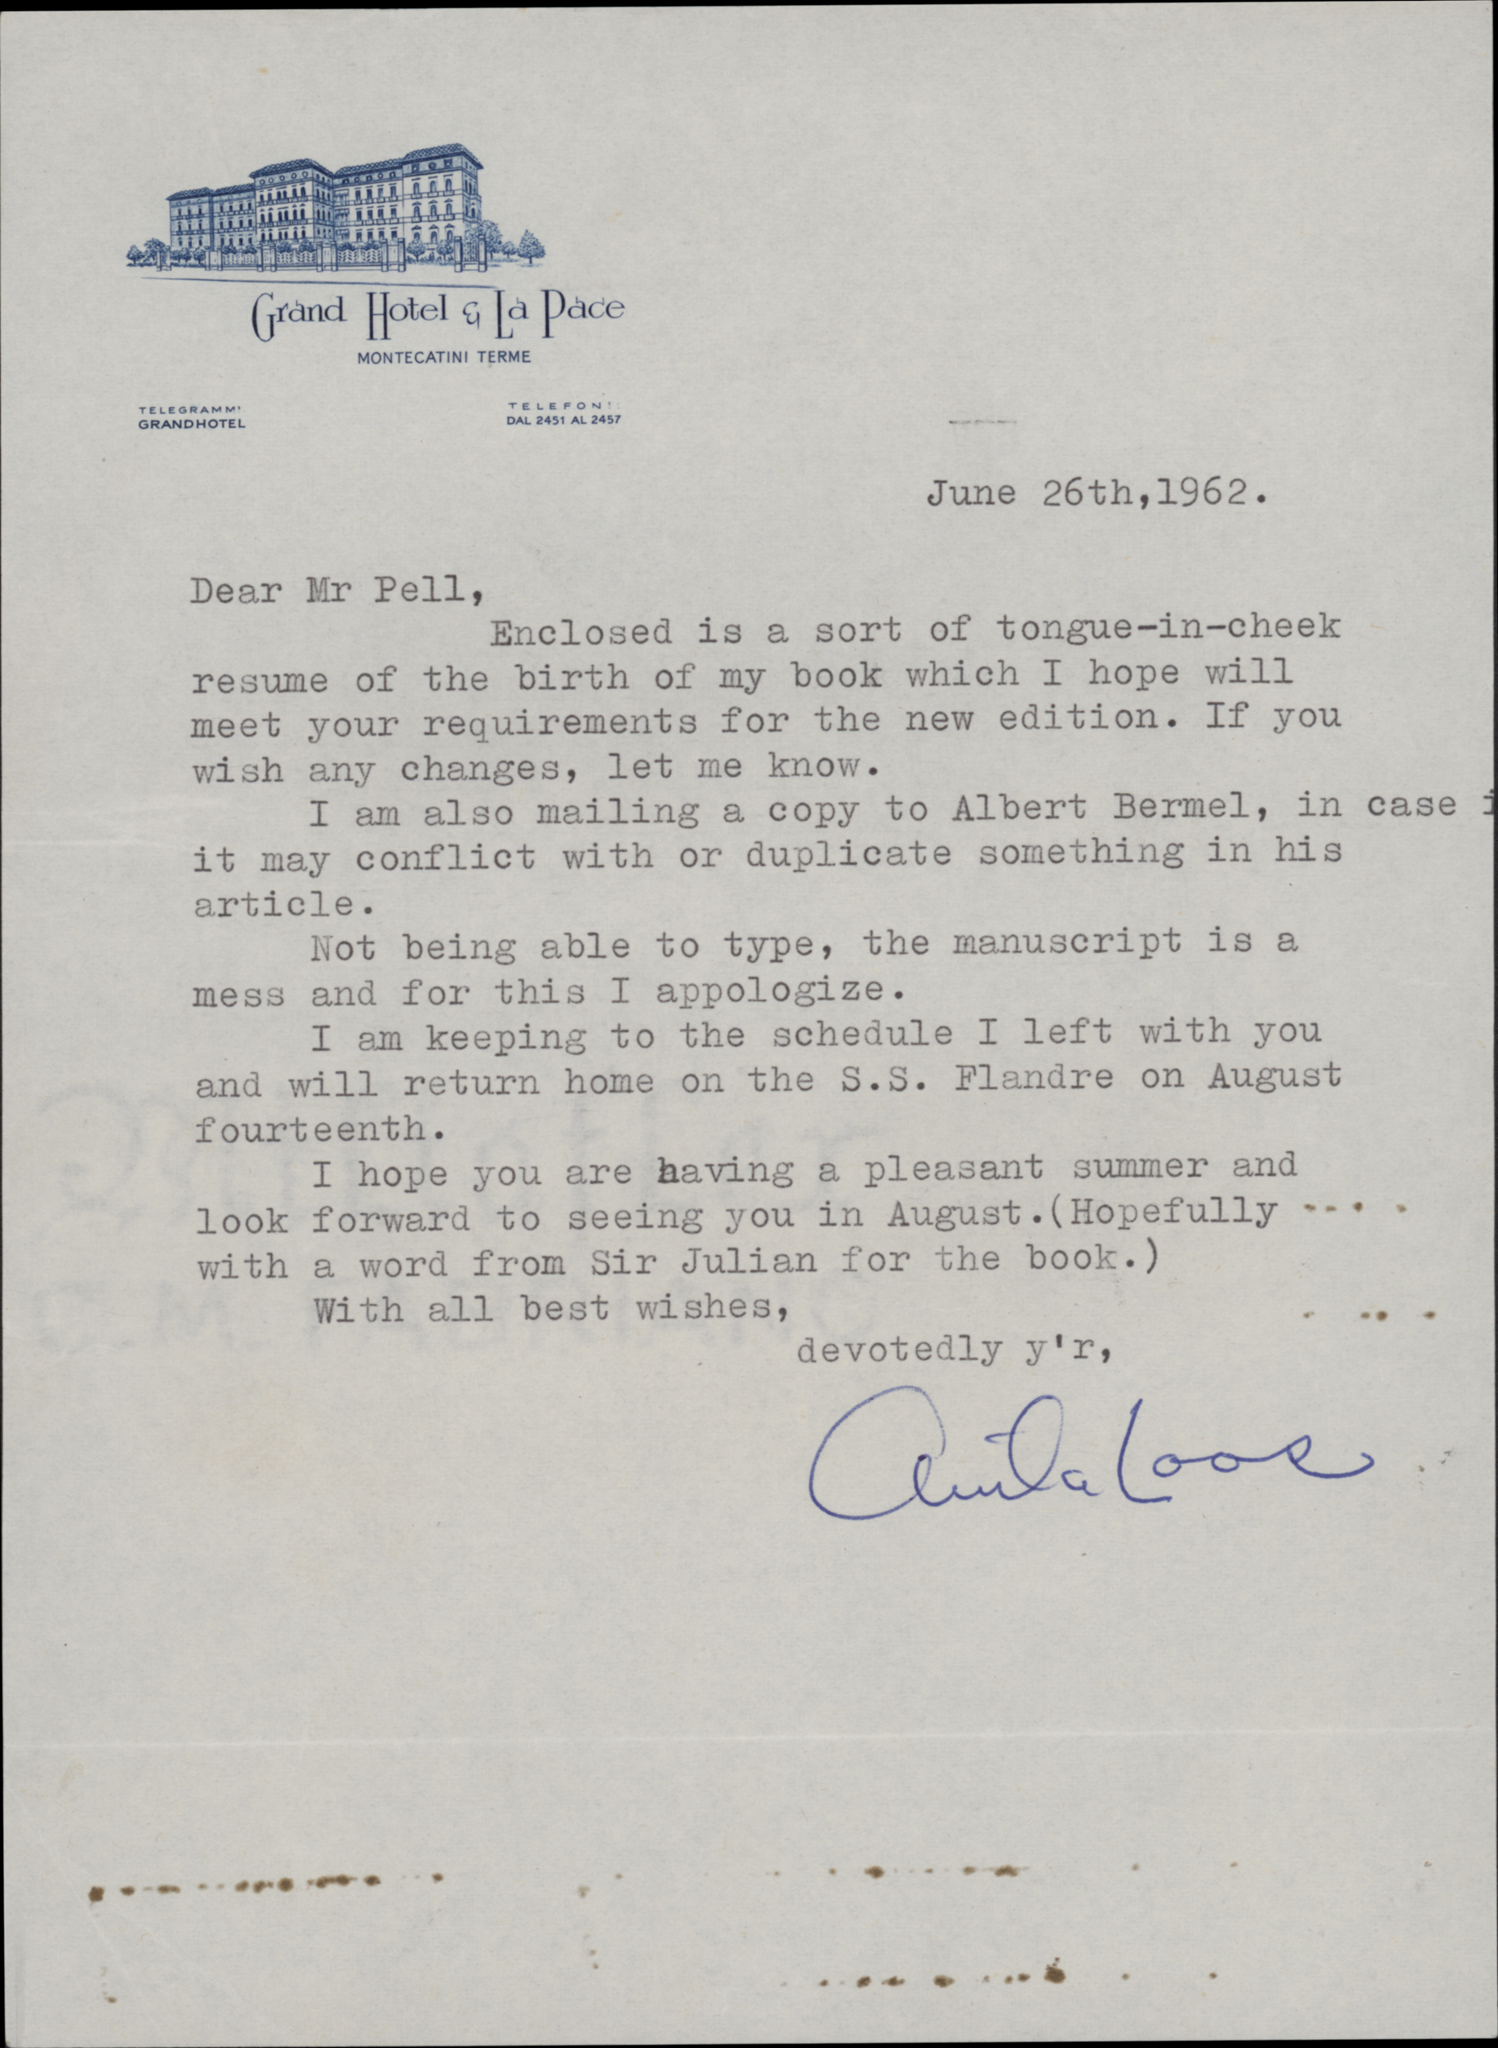 Grand Hotel & La Pace
MONTECATINI TERME
TELEGRAMMI
GRANDHOTEL
TELEFONI:
DAL 2451 AL 2457
June 26th,1962.
Dear Mr Pell,
Enclosed is a sort of tongue-in-cheek
resume of the birth of my book which I hope will
meet your requirements for the new edition. If you
wish any changes, let me know.
I am also mailing a copy to Albert Bermel, in case i
it may conflict with or duplicate something in his
article.
Not being able to type, the manuscript is a
mess and for this I appologize.
I am keeping to the schedule I left with you
and will return home on the S.S. Flandre on August
fourteenth.
I hope you are having a pleasant summer and
look forward to seeing you in August.(Hopefully
with a word from Sir Julian for the book.)
With all best wishes,
devotedly y'r,
Anita Loos